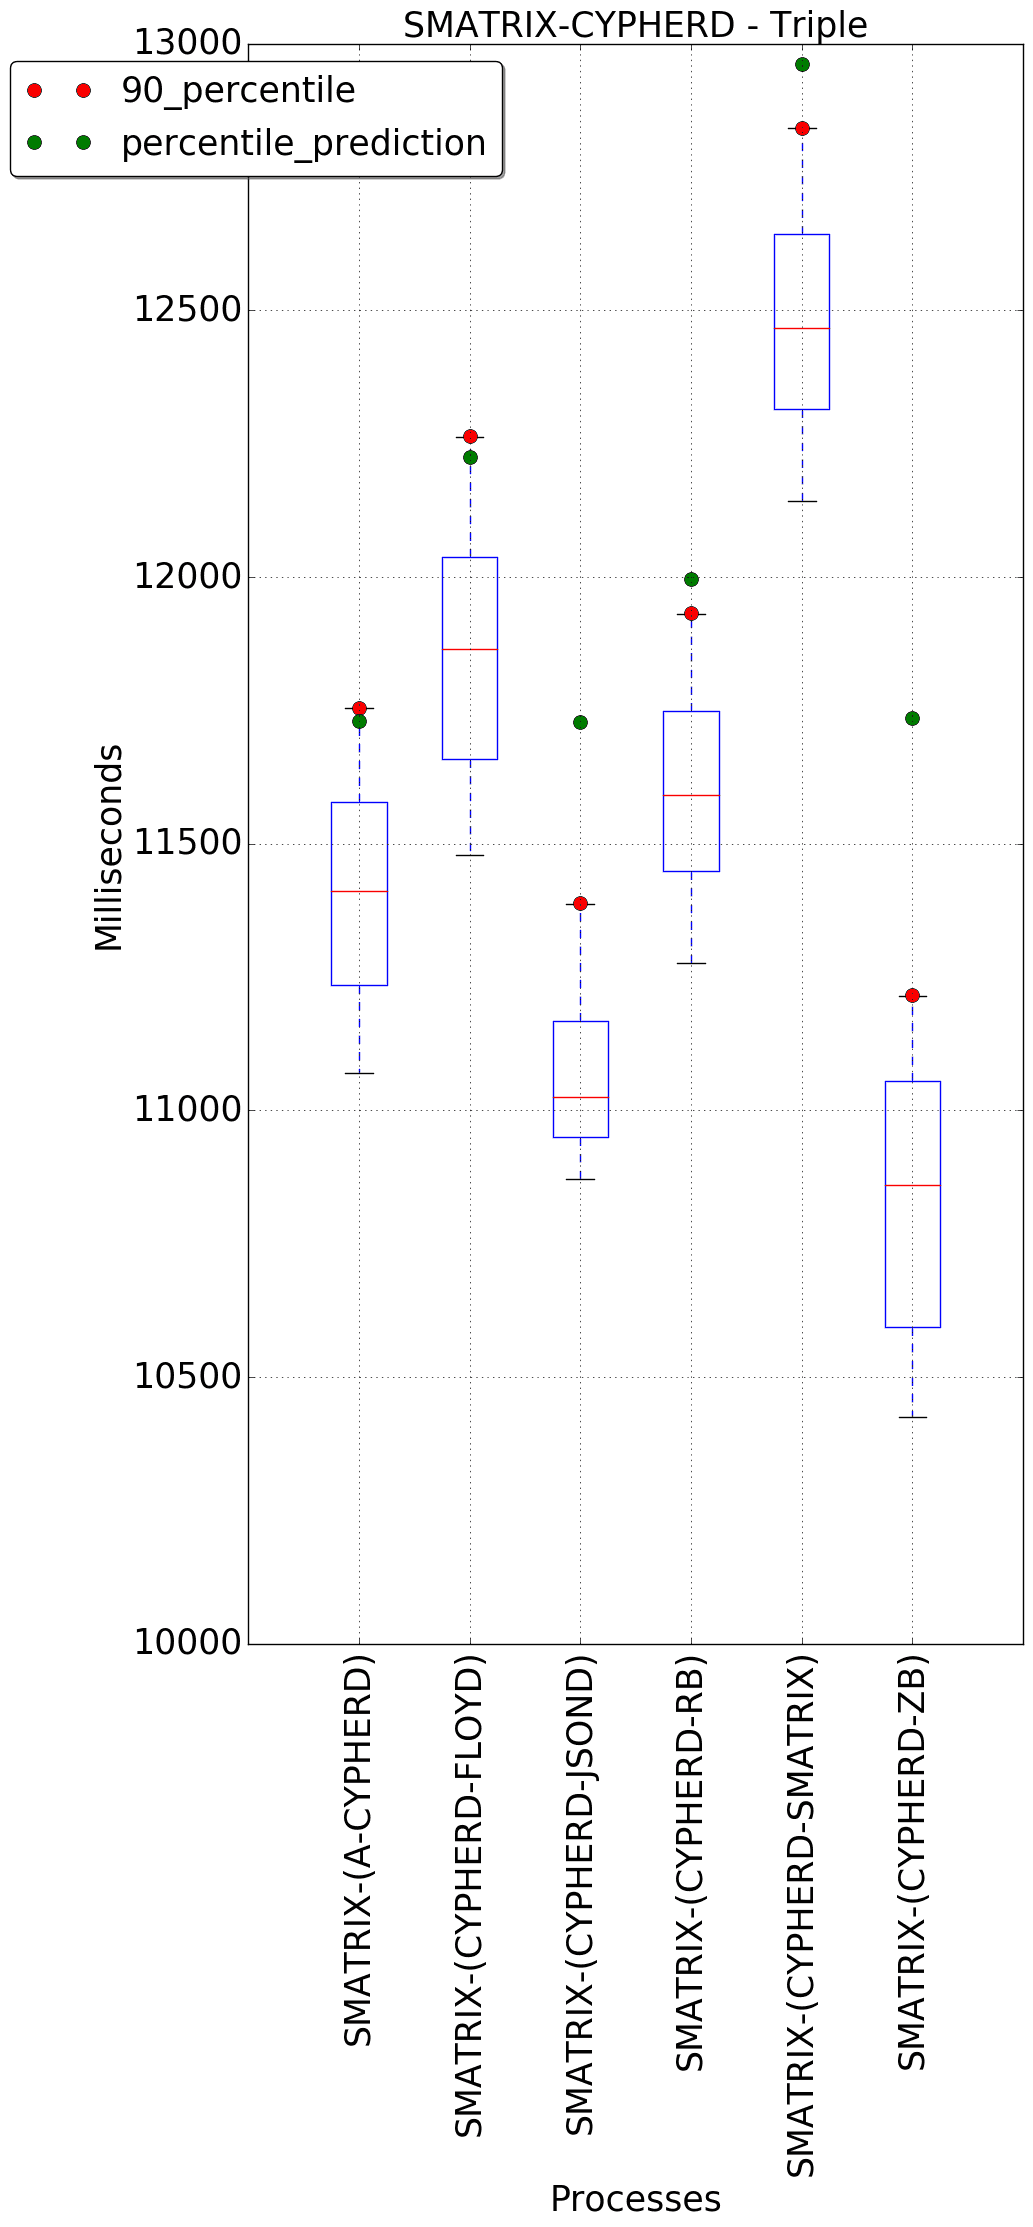 SMATRIX-CYPHERD - Triple
90_percentile
percentile_prediction
13000
12500
12000
11500
11000
10500
10000
Milliseconds
SMATRIX-(A-CYPHERD)
SMATRIX-(CYPHERD-FLOYD)
SMATRIX-(CYPHERD-JSOND)
SMATRIX-(CYPHERD-RB)
SMATRIX-(CYPHERD-SMATRIX)
SMATRIX-(CYPHERD-ZB)
Processes